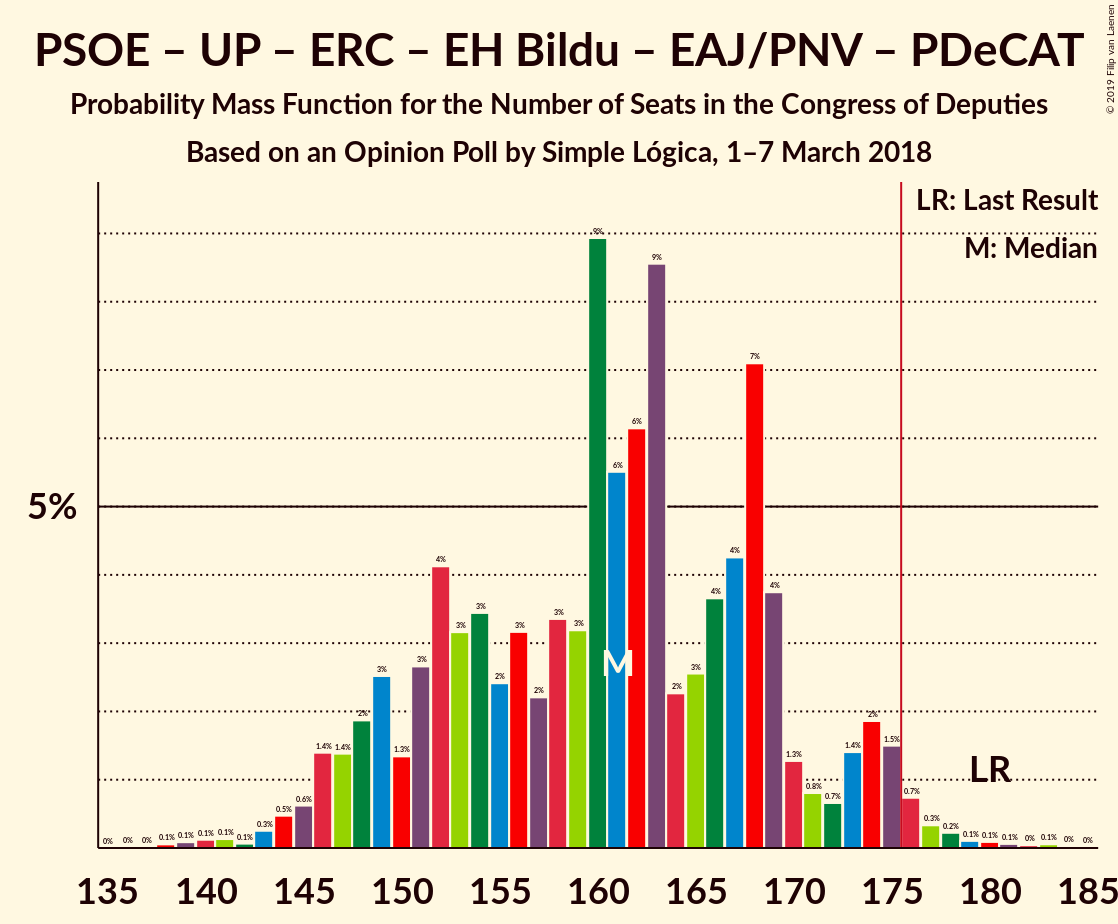 PSOE – UP – ERC – EH Bildu – EAJ/PNV – PDeCAT
Probability Mass Function for the Number of Seats in the Congress of Deputies
Based on an Opinion Poll by Simple Lógica, 1–7 March 2018
© 2019 Filip van Laenen
LR: Last Result
M: Median
5%
0% 0% 0% 0.1% 0.1% 0.1% 0.1% 0.1% 0.3% 0.5% 0.6% 1.4% 1.4% 2% 3% 1.3% 3% 4% 3% 3% 2% 3% 2% 3% 3% 9% 6% 6% 9% 2% 3% 4% 4% 7% 4% 1.3% 0.8% 0.7% 1.4% 2% 1.5% 0.7% 0.3% 0.2% 0.1% 0.1% 0.1% 0% 0.1% 0% 0%
M
LR
135 140 145 150 155 160 165 170 175 180 185